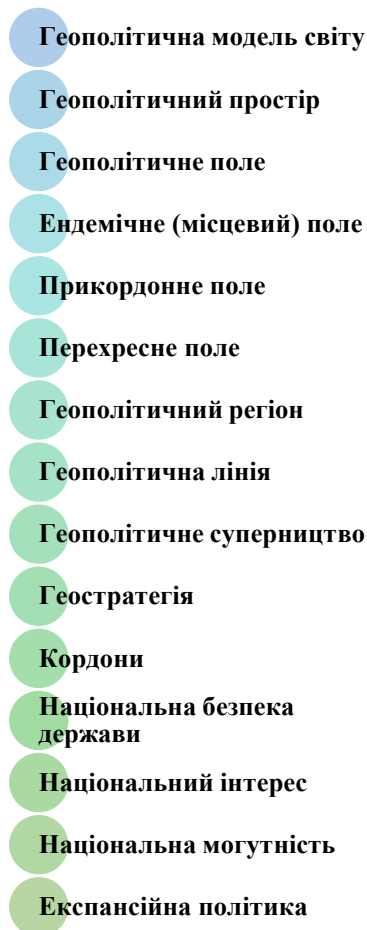 Геополітична модель світу
Геополітичний простір
Геополітичне поле
Ендемічне (місцевий) поле
Прикордонне поле
Перехресне поле
Геополітичний регіон
Геополітична лінія
Геополітичне суперництво
Геостратегія
Кордони
Національна безпека
держави
Національний інтерес
Національна могутність
Експансійна політика